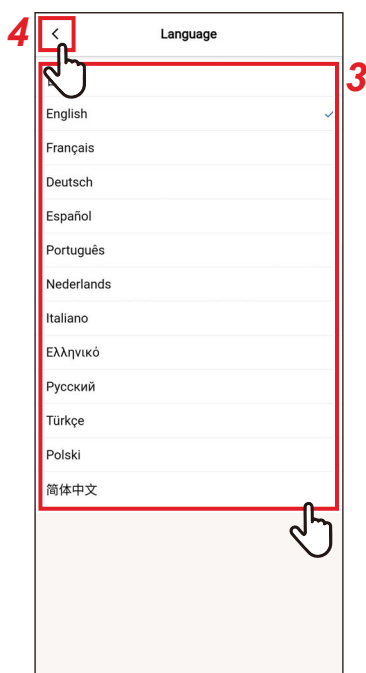 4
Language
3
English
Français
Deutsch
Español
Português
Nederlands
Italiano
Ελληνικό
Русский
Türkçe
Polski
简体中文